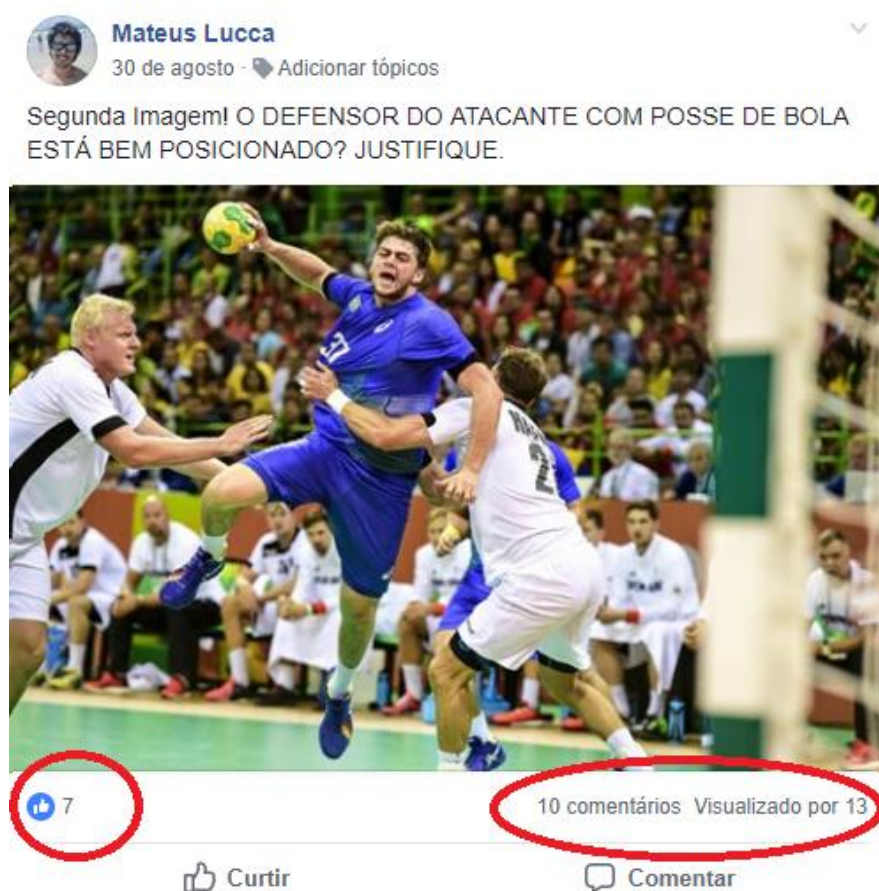 Mateus Lucca
30 de agosto · Adicionar tópicos
Segunda Imagem! O DEFENSOR DO ATACANTE COM POSSE DE BOLA
ESTÁ BEM POSICIONADO? JUSTIFIQUE.
37
7
10 comentários Visualizado por 13
Curtir
Comentar